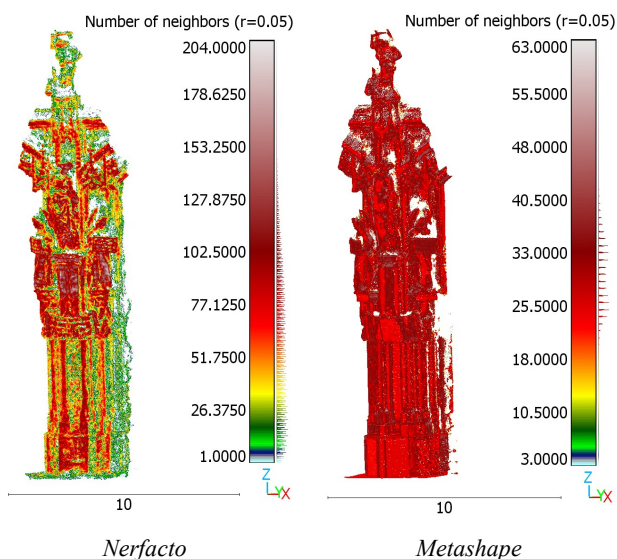 Number of neighbors (r=0.05)
204.0000
178.6250
153.2500
127.8750
102.5000
77.1250
51.7500
26.3750
1.0000
Z
Y X
10
Nerfacto
Number of neighbors (r=0.05)
63.0000
55.5000
48.0000
40.5000
33.0000
25.5000
18.0000
10.5000
3.0000
Z
Y X
10
Metashape